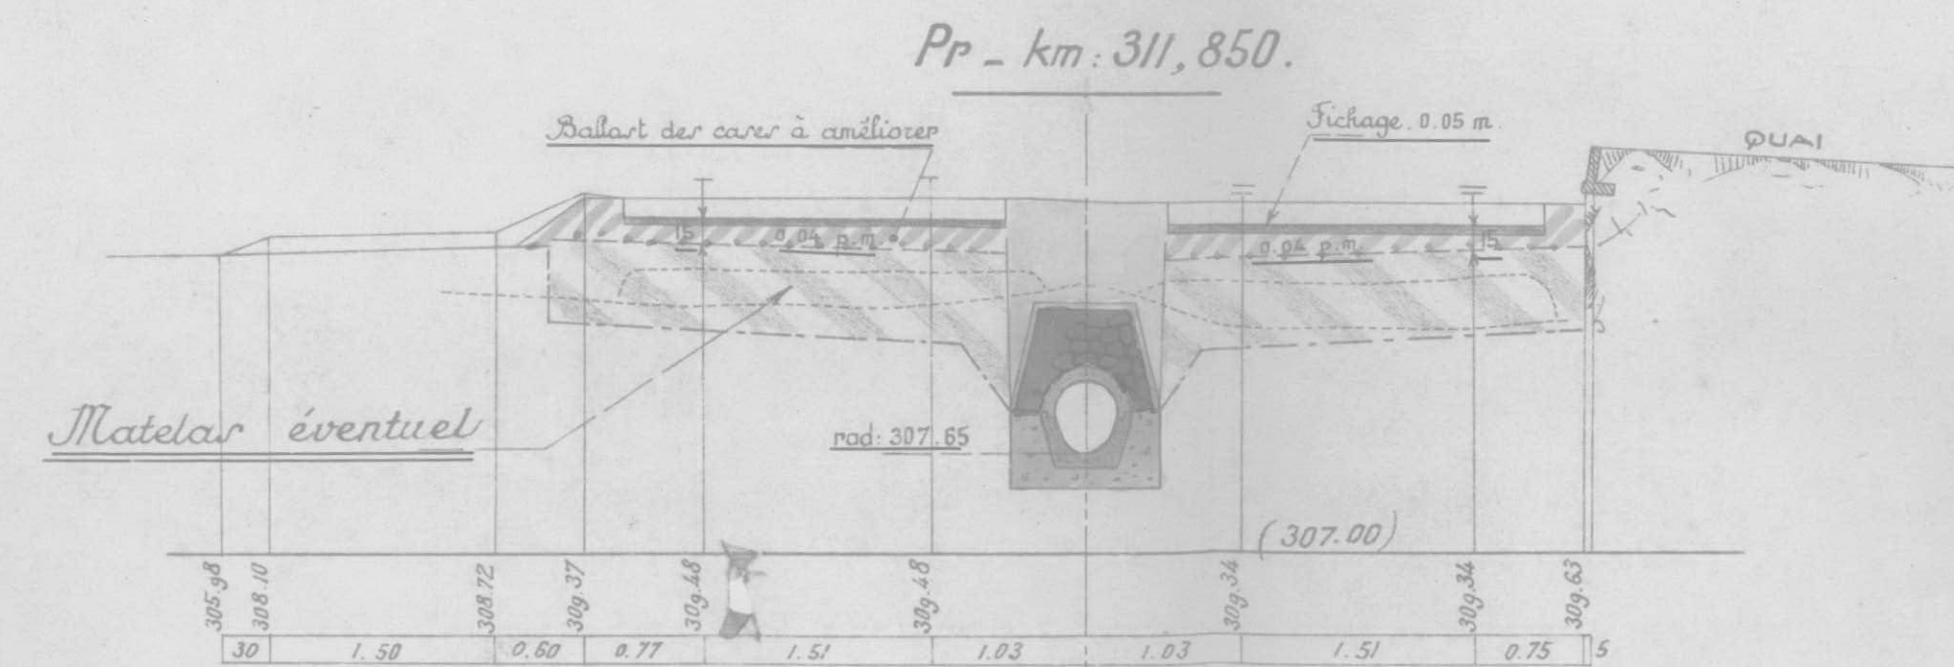 Pr - km: 311,850.
Ballast des cases à améliorer
Fichage. 0.05 m.
QUAI
15
0.04 p.m.
0.04 p.m.
15
Matelas éventuel
rad: 307.65
(307.00)
305.98
308.10
308.72
309.37
309.48
309.48
309.34
309.34
309.63
30
1.50
0.60
0.77
1.51
1.03
1.03
1.51
0.75
5